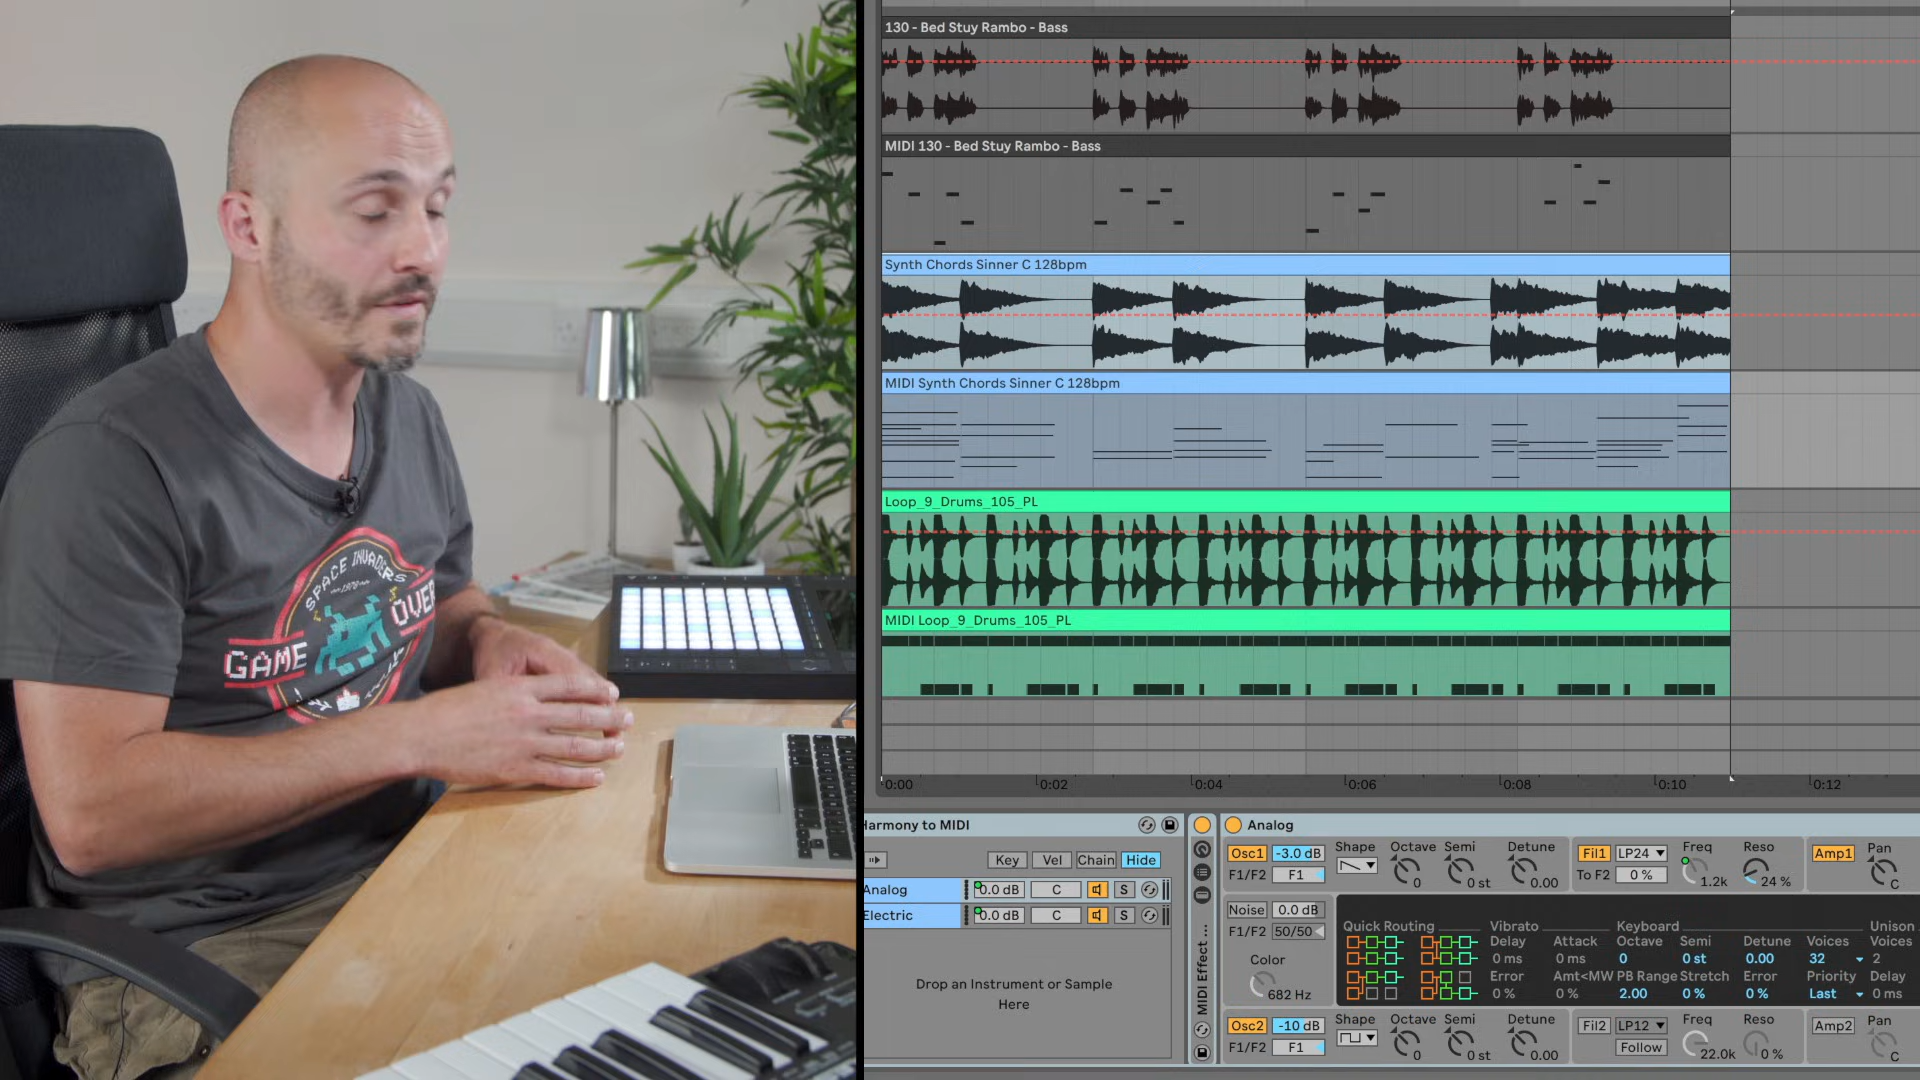 130 - Bed Stuy Rambo - Bass
MIDI 130 - Bed Stuy Rambo - Bass
Synth Chords Sinner C 128bpm
MIDI Synth Chords Sinner C 128bpm
Loop_9_Drums_105_PL
MIDI Loop_9_Drums_105_PL
SPACE INVADERS
GAME OVER
0:00 0:02 0:04 0:06 0:08 0:10 0:12
Harmony to MIDI
Key Vel Chain Hide
Analog 0.0 dB C S
Electric 0.0 dB C S
Drop an Instrument or Sample
Here
MIDI Effect ...
Analog
Osc1 -3.0 dB Shape Octave Semi Detune
F1/F2 F1 0 0 st 0.00
Fil1 LP24 Freq Reso
To F2 0 % 1.2k 24 %
Amp1 Pan
C
Noise 0.0 dB
F1/F2 50/50
Color
682 Hz
Quick Routing Vibrato Keyboard Unison
Delay Attack Octave Semi Detune Voices Voices
0 ms 0 ms 0 0 st 0.00 32 2
Error Amt<MW PB Range Stretch Error Priority Delay
0 % 0 % 2.00 0 % 0 % Last 0 ms
Osc2 -10 dB Shape Octave Semi Detune
F1/F2 F1 0 0 st 0.00
Fil2 LP12 Freq Reso
Follow 22.0k 0 %
Amp2 Pan
C